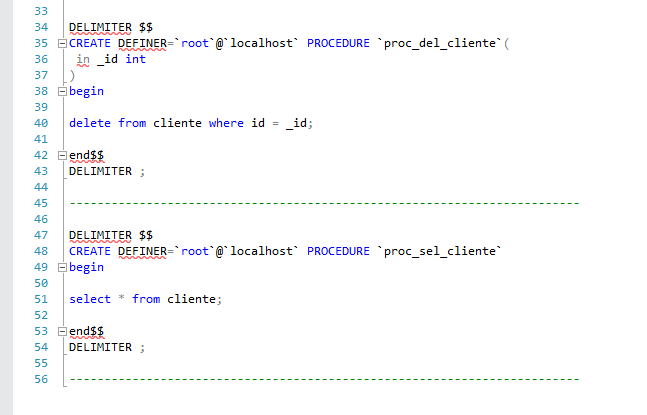 33
34 DELIMITER $$
35 CREATE DEFINER=`root`@`localhost` PROCEDURE `proc_del_cliente`(
36 in _id int
37 )
38 begin
39
40 delete from cliente where id = _id;
41
42 end$$
43 DELIMITER ;
44
45 -------------------------------------------------------------------------
46
47 DELIMITER $$
48 CREATE DEFINER=`root`@`localhost` PROCEDURE `proc_sel_cliente`
49 begin
50
51 select * from cliente;
52
53 end$$
54 DELIMITER ;
55
56 -------------------------------------------------------------------------